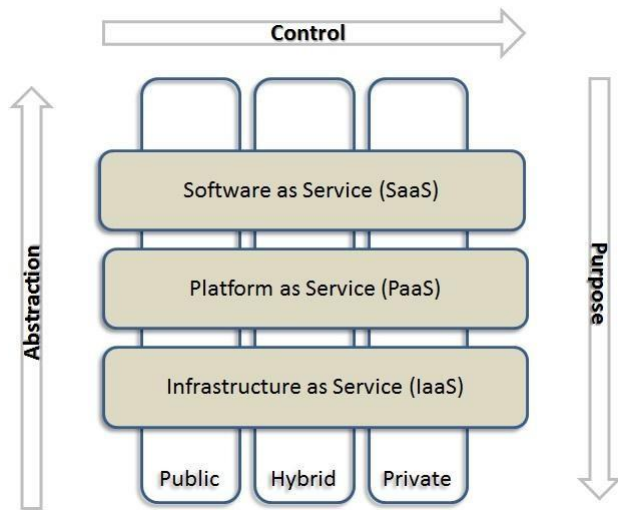 Control
Abstraction
Purpose
Software as Service (SaaS)
Platform as Service (PaaS)
Infrastructure as Service (IaaS)
Public
Hybrid
Private